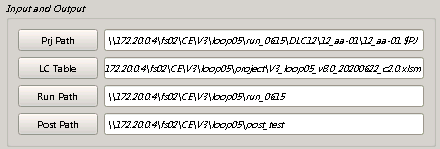 Input and Output
Prj Path \\172.20.0.4\fs02\CE\V3\loop05\run_0615\DLC12\12_aa-01\12_aa-01.$PJ
LC Table 172.20.0.4\fs02\CE\V3\loop05\project\V3_loop05_v8.0_20200622_c2.0.xlsm
Run Path \\172.20.0.4\fs02\CE\V3\loop05\run_0615
Post Path \\172.20.0.4\fs02\CE\V3\loop05\post_test